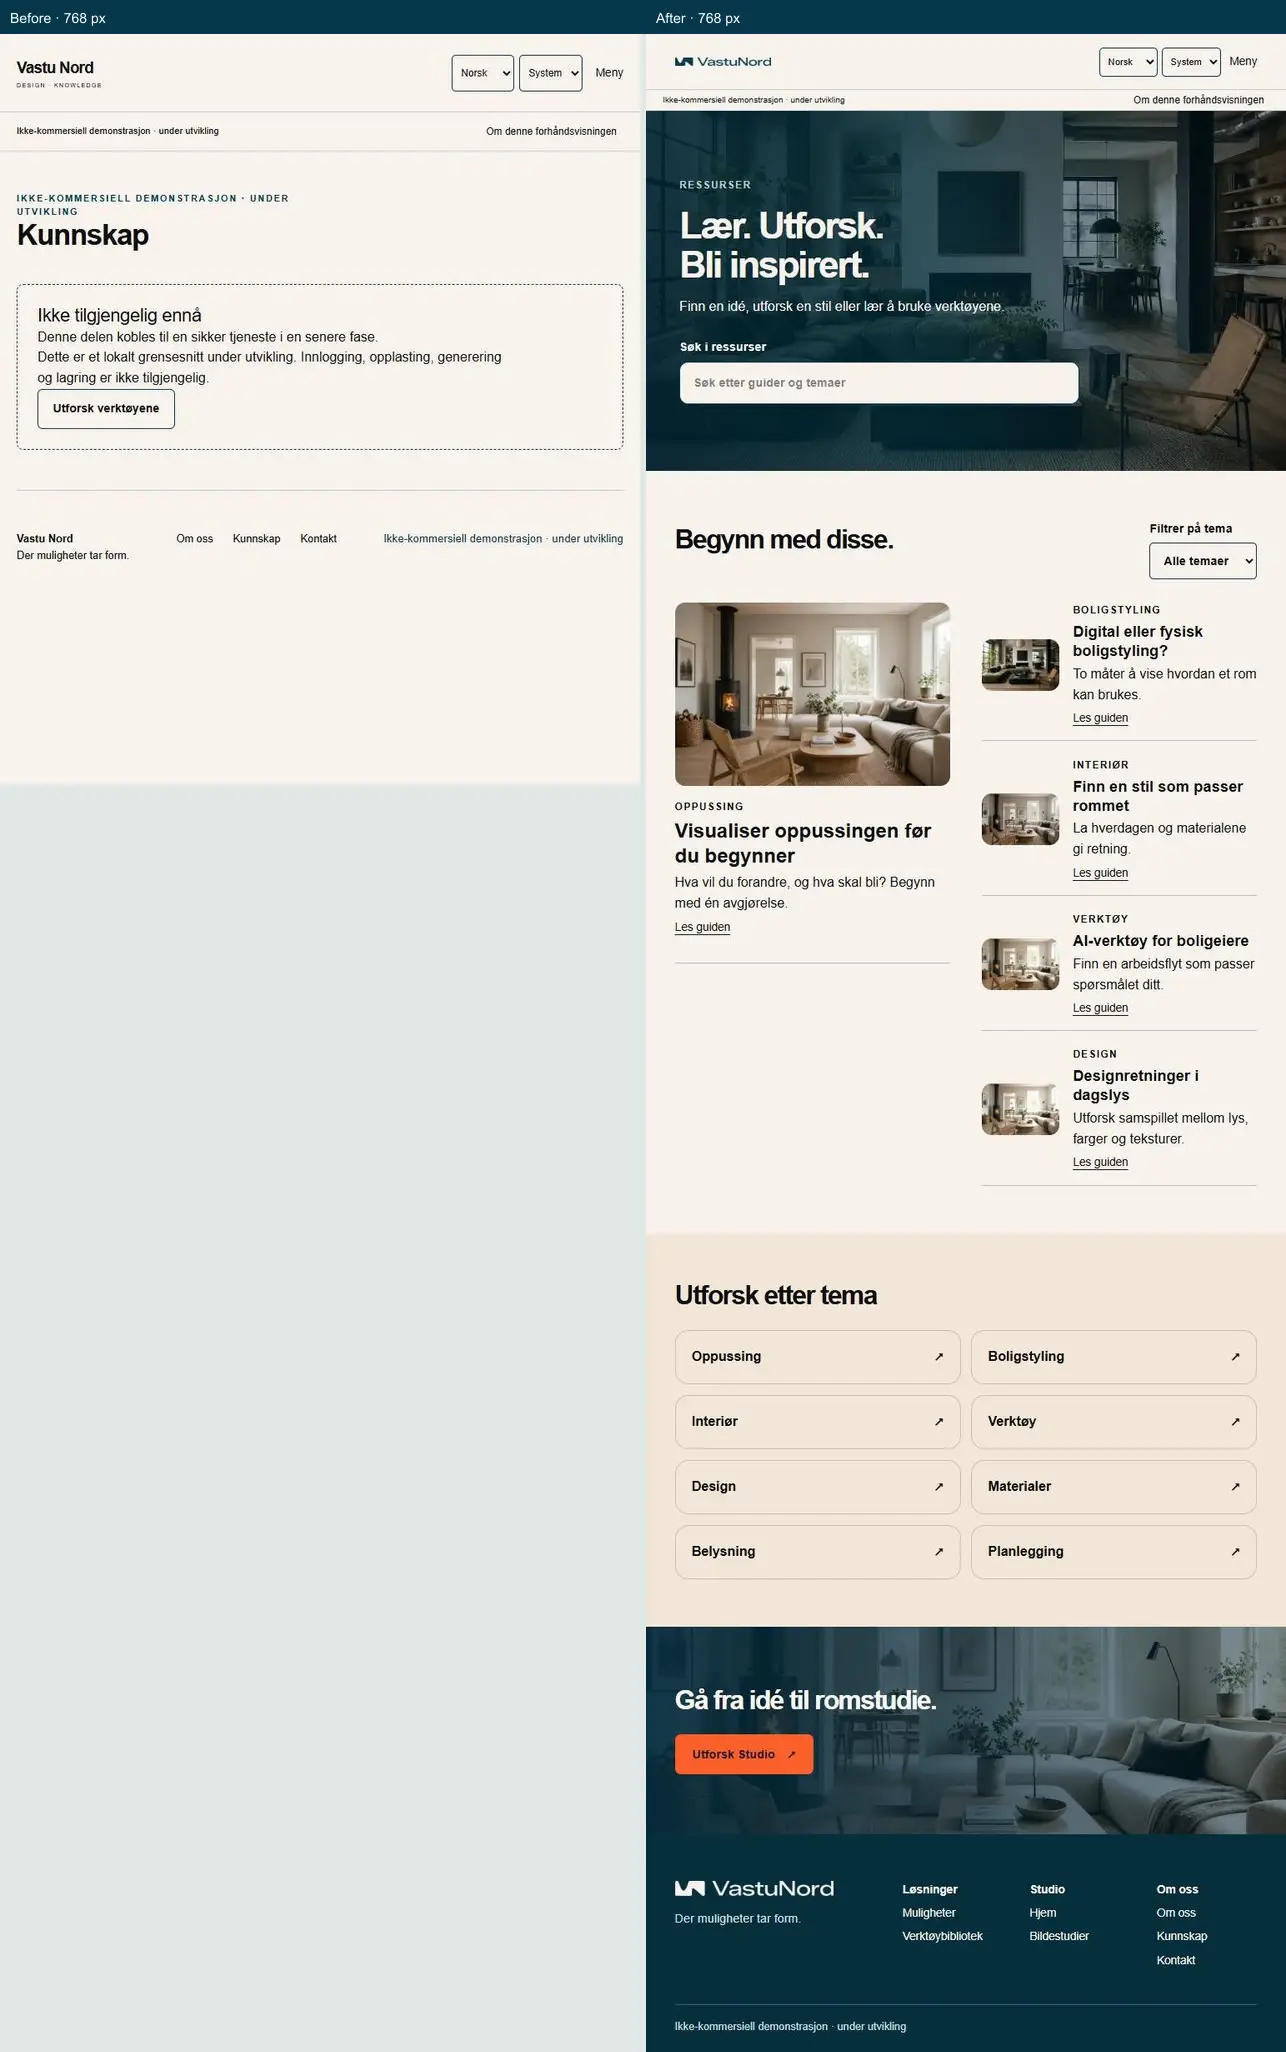 Before · 768 px
Vastu Nord
DESIGN · KNOWLEDGE
Norsk
System
Meny
Ikke-kommersiell demonstrasjon · under utvikling
Om denne forhåndsvisningen
IKKE-KOMMERSIELL DEMONSTRASJON · UNDER
UTVIKLING
Kunnskap
Ikke tilgjengelig ennå
Denne delen kobles til en sikker tjeneste i en senere fase.
Dette er et lokalt grensesnitt under utvikling. Innlogging, opplasting, generering
og lagring er ikke tilgjengelig.
Utforsk verktøyene
Vastu Nord
Der muligheter tar form.
Om oss
Kunnskap
Kontakt
Ikke-kommersiell demonstrasjon · under utvikling
After · 768 px
VastuNord
Norsk
System
Meny
Ikke-kommersiell demonstrasjon · under utvikling
Om denne forhåndsvisningen
RESSURSER
Lær. Utforsk.
Bli inspirert.
Finn en idé, utforsk en stil eller lær å bruke verktøyene.
Søk i ressurser
Søk etter guider og temaer
Begynn med disse.
Filtrer på tema
Alle temaer
OPPUSSING
Visualiser oppussingen før
du begynner
Hva vil du forandre, og hva skal bli? Begynn
med én avgjørelse.
Les guiden
BOLIGSTYLING
Digital eller fysisk
boligstyling?
To måter å vise hvordan et rom
kan brukes.
Les guiden
INTERIØR
Finn en stil som passer
rommet
La hverdagen og materialene
gi retning.
Les guiden
VERKTØY
AI-verktøy for boligeiere
Finn en arbeidsflyt som passer
spørsmålet ditt.
Les guiden
DESIGN
Designretninger i
dagslys
Utforsk samspillet mellom lys,
farger og teksturer.
Les guiden
Utforsk etter tema
Oppussing ↗
Boligstyling ↗
Interiør ↗
Verktøy ↗
Design ↗
Materialer ↗
Belysning ↗
Planlegging ↗
Gå fra idé til romstudie.
Utforsk Studio ↗
VastuNord
Der muligheter tar form.
Løsninger
Muligheter
Verktøybibliotek
Studio
Hjem
Bildestudier
Om oss
Om oss
Kunnskap
Kontakt
Ikke-kommersiell demonstrasjon · under utvikling